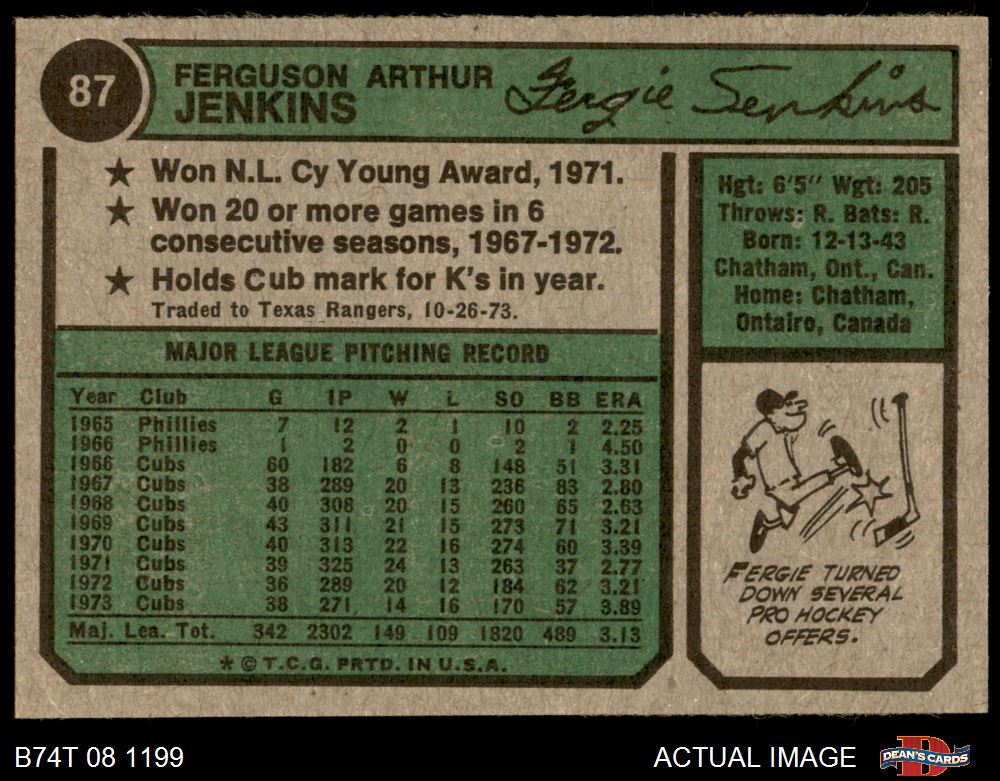 87
FERGUSON ARTHUR
JENKINS
Fergie Jenkins
★ Won N.L. Cy Young Award, 1971.
★ Won 20 or more games in 6
consecutive seasons, 1967-1972.
★ Holds Cub mark for K's in year.
Traded to Texas Rangers, 10-26-73.
Hgt: 6'5" Wgt: 205
Throws: R. Bats: R.
Born: 12-13-43
Chatham, Ont., Can.
Home: Chatham,
Ontairo, Canada
MAJOR LEAGUE PITCHING RECORD
Year Club G IP W L SO BB ERA
1965 Phillies 7 12 2 1 10 2 2.25
1966 Phillies 1 2 0 0 2 1 4.50
1966 Cubs 60 182 6 8 148 51 3.31
1967 Cubs 38 289 20 13 236 83 2.80
1968 Cubs 40 308 20 15 260 65 2.63
1969 Cubs 43 311 21 15 273 71 3.21
1970 Cubs 40 313 22 16 274 60 3.39
1971 Cubs 39 325 24 13 263 37 2.77
1972 Cubs 36 289 20 12 184 62 3.21
1973 Cubs 38 271 14 16 170 57 3.89
Maj. Lea. Tot. 342 2302 149 109 1820 489 3.13
* © T.C.G. PRTD. IN U.S.A.
FERGIE TURNED
DOWN SEVERAL
PRO HOCKEY
OFFERS.
B74T 08 1199
ACTUAL IMAGE
DEAN'S CARDS